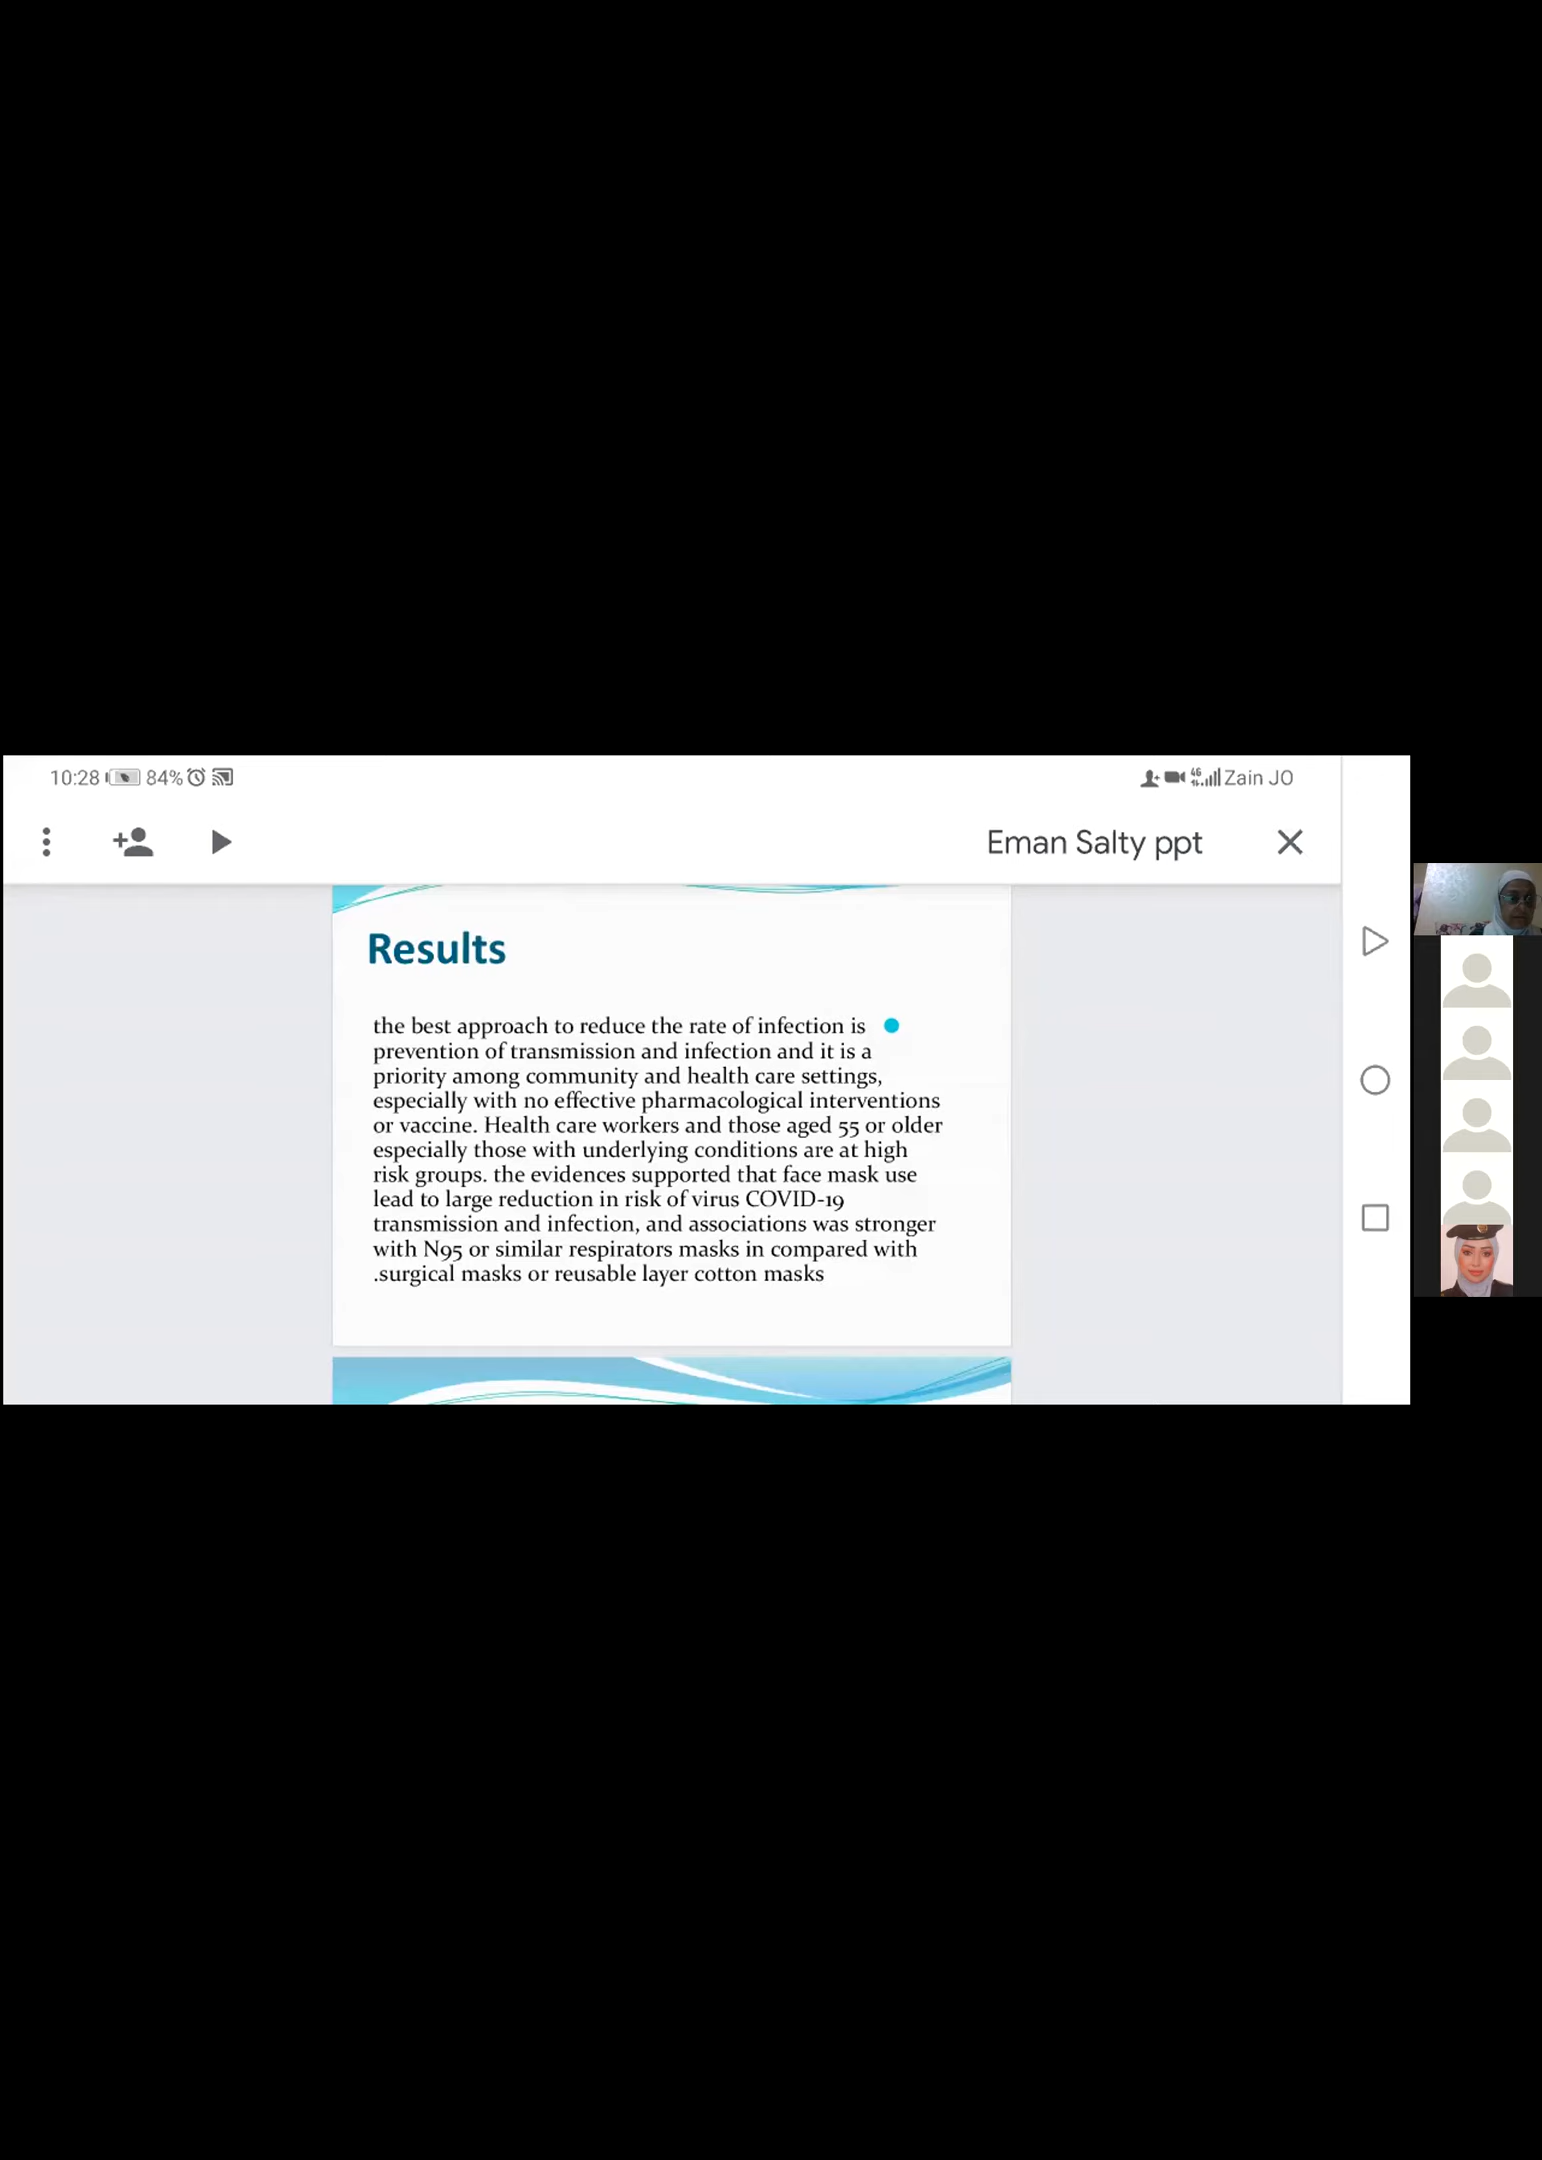 10:28 84% 4G Zain JO
Eman Salty ppt
Results
the best approach to reduce the rate of infection is
prevention of transmission and infection and it is a
priority among community and health care settings,
especially with no effective pharmacological interventions
or vaccine. Health care workers and those aged 55 or older
especially those with underlying conditions are at high
risk groups. the evidences supported that face mask use
lead to large reduction in risk of virus COVID-19
transmission and infection, and associations was stronger
with N95 or similar respirators masks in compared with
.surgical masks or reusable layer cotton masks